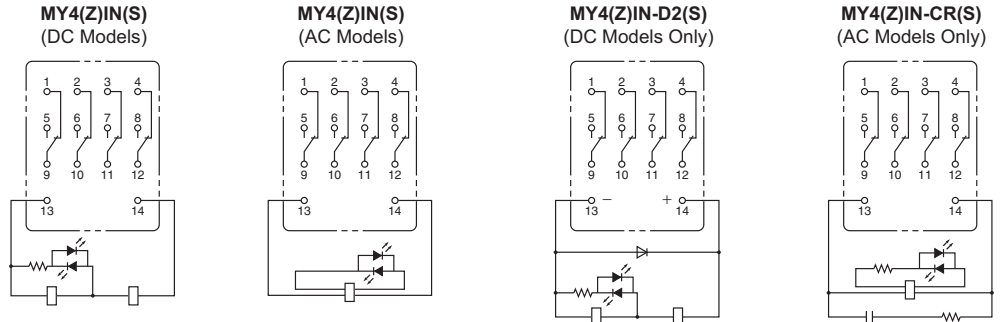 MY4(Z)IN(S)
(DC Models)
1 2 3 4
5 6 7 8
9 10 11 12
13 14
MY4(Z)IN(S)
(AC Models)
1 2 3 4
5 6 7 8
9 10 11 12
13 14
MY4(Z)IN-D2(S)
(DC Models Only)
1 2 3 4
5 6 7 8
9 10 11 12
− +
13 14
MY4(Z)IN-CR(S)
(AC Models Only)
1 2 3 4
5 6 7 8
9 10 11 12
13 14